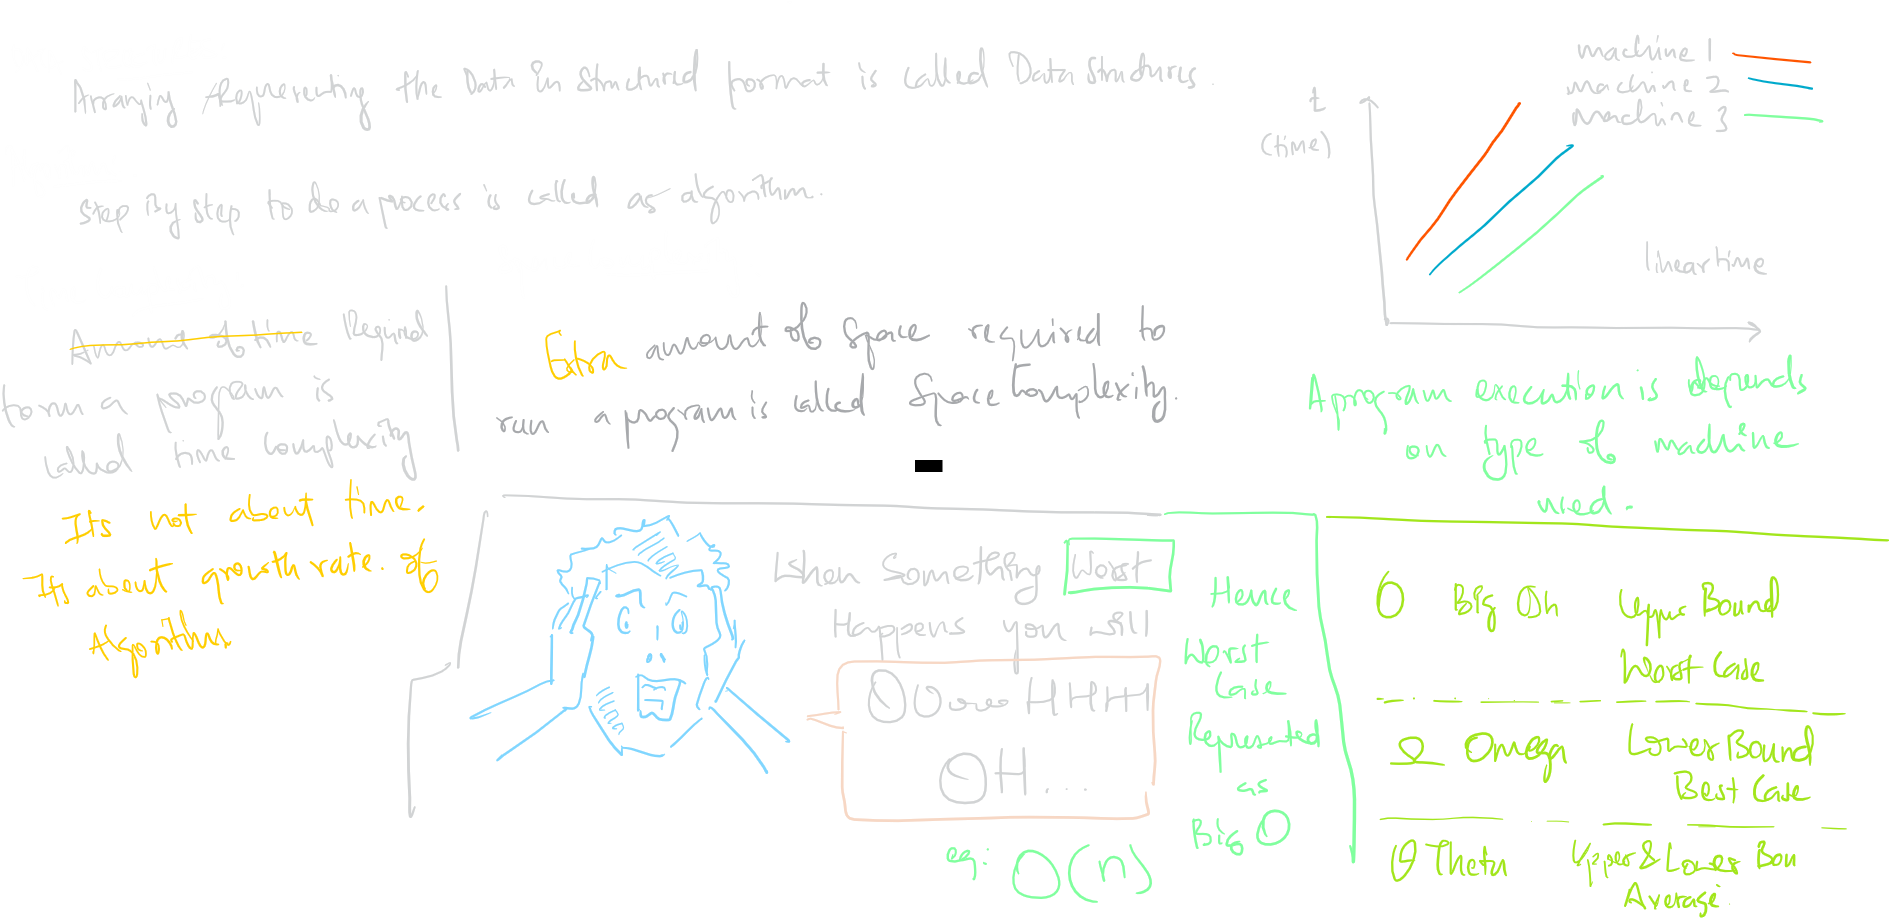 Arranging Representing the Data in Structured format is called Data Structures.
Step By step to do a process is called as algorithm.
Amount of time Required
to run a program is
called time complexity
Its not about time.
Its about growth rate. of
Algorithms
Extra amount of space required to
run a program is called Space Complexity.
machine 1
machine 2
machine 3
t
(time)
linear time
A program execution is depends
on type of machine
used.
When Something Worst
Happens you will
OOooo HHHH
OH...
Hence
Worst
Case
Represented
as
Big O
eg: O(n)
O Big Oh Upper Bound
Worst Case
Ω Omega Lower Bound
Best Case
θ Theta Upper & Lower Boun
Average